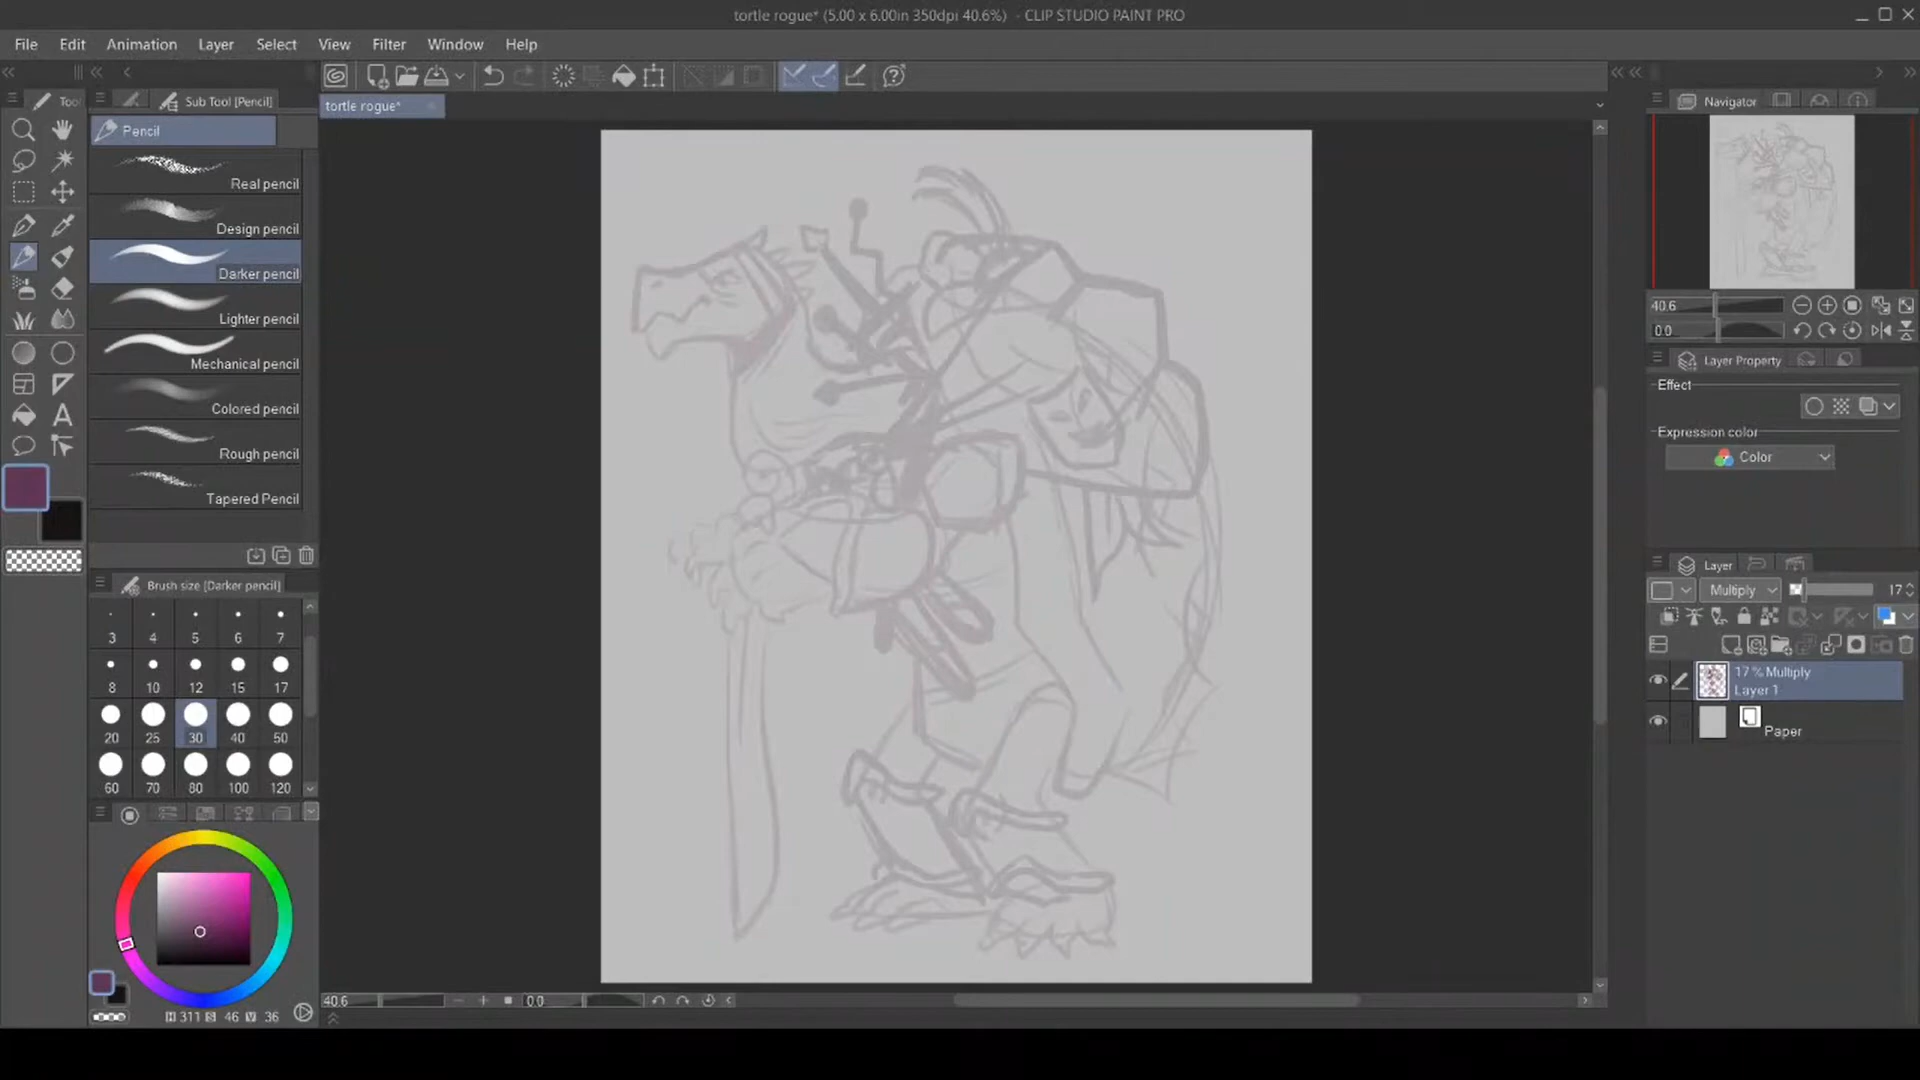 tortle rogue* (5.00 x 6.00in 350dpi 40.6%) - CLIP STUDIO PAINT PRO
File Edit Animation Layer Select View Filter Window Help
Too Sub Tool [Pencil] tortle rogue* Navigator
Pencil
Real pencil
Design pencil
Darker pencil
Lighter pencil
Mechanical pencil
Colored pencil
Rough pencil
Tapered Pencil
40.6
0.0
Layer Property
Effect
Expression color
Color
Layer
Multiply 17
17 % Multiply
Layer 1
Paper
Brush size [Darker pencil]
3 4 5 6 7
8 10 12 15 17
20 25 30 40 50
60 70 80 100 120
H 311 S 46 V 36
40.6 0.0